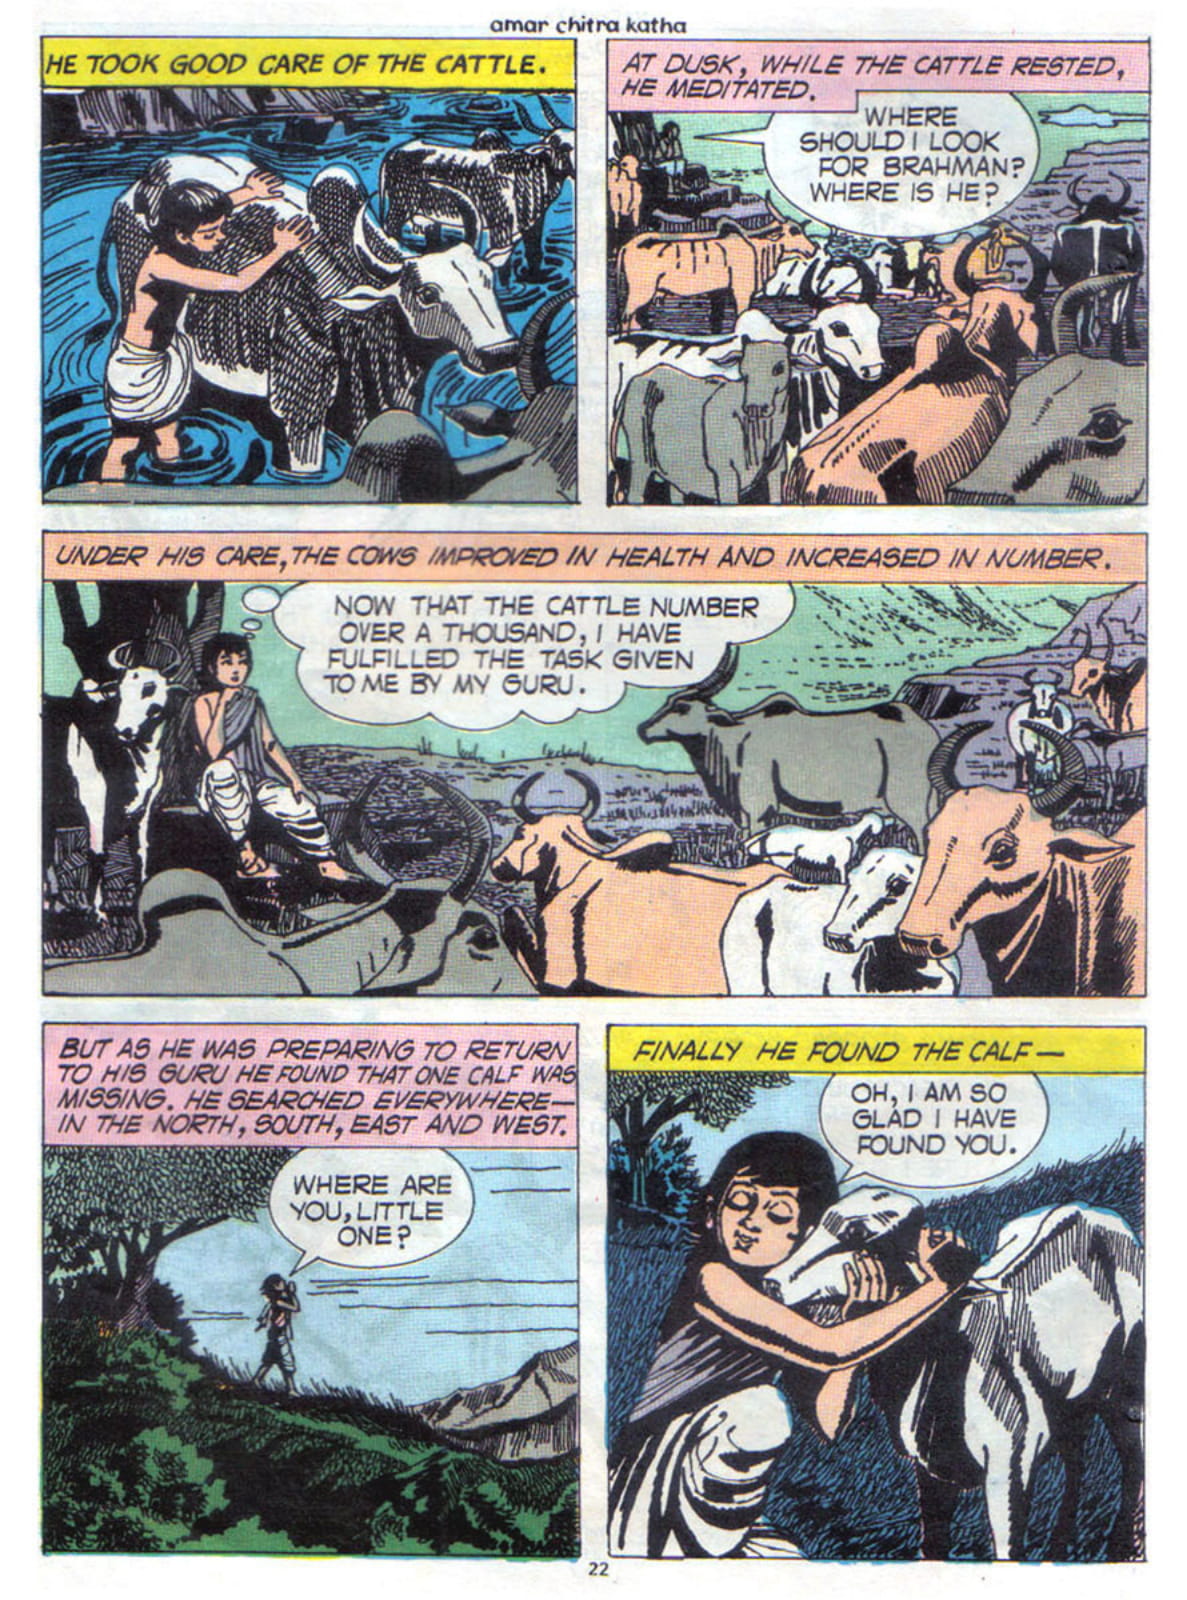 amar chitra katha
HE TOOK GOOD CARE OF THE CATTLE.
AT DUSK, WHILE THE CATTLE RESTED,
HE MEDITATED.
WHERE
SHOULD I LOOK
FOR BRAHMAN?
WHERE IS HE?
UNDER HIS CARE, THE COWS IMPROVED IN HEALTH AND INCREASED IN NUMBER.
NOW THAT THE CATTLE NUMBER
OVER A THOUSAND, I HAVE
FULFILLED THE TASK GIVEN
TO ME BY MY GURU.
BUT AS HE WAS PREPARING TO RETURN
TO HIS GURU HE FOUND THAT ONE CALF WAS
MISSING. HE SEARCHED EVERYWHERE—
IN THE NORTH, SOUTH, EAST AND WEST.
WHERE ARE
YOU, LITTLE
ONE?
FINALLY HE FOUND THE CALF—
OH, I AM SO
GLAD I HAVE
FOUND YOU.
22